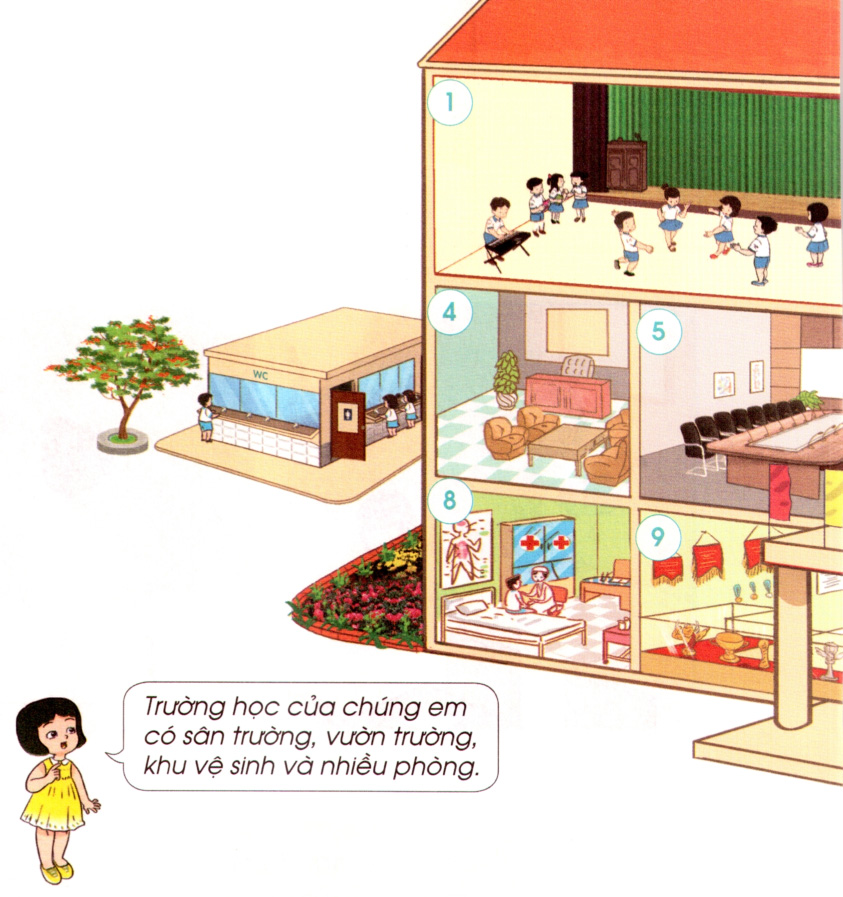 1
4
5
WC
8
9
Trường học của chúng em
có sân trường, vườn trường,
khu vệ sinh và nhiều phòng.